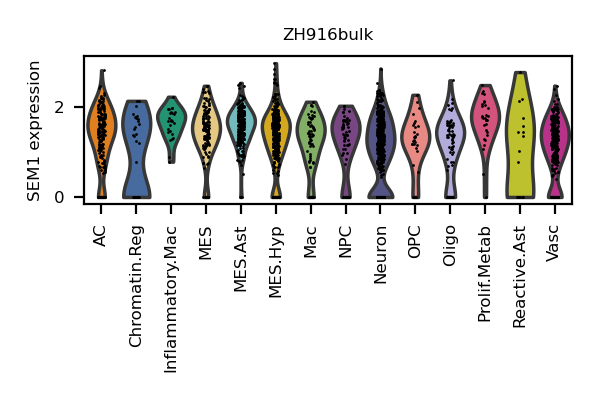 ZH916bulk
SEM1 expression
2
0
AC
Chromatin.Reg
Inflammatory.Mac
MES
MES.Ast
MES.Hyp
Mac
NPC
Neuron
OPC
Oligo
Prolif.Metab
Reactive.Ast
Vasc